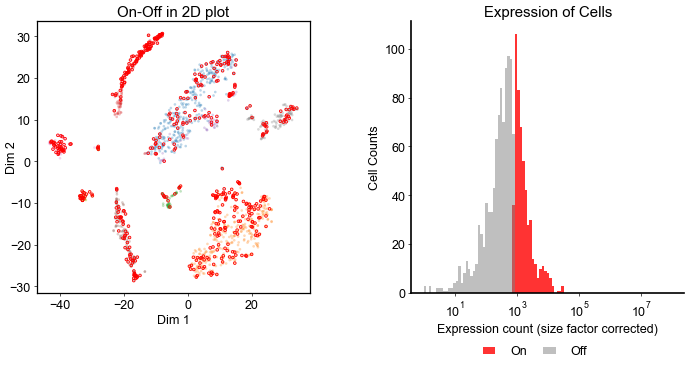 On-Off in 2D plot
30
20
10
0
−10
−20
−30
Dim 2
−40
−20
0
20
Dim 1
Expression of Cells
100
80
60
40
20
0
Cell Counts
10^1
10^3
10^5
10^7
Expression count (size factor corrected)
On
Off